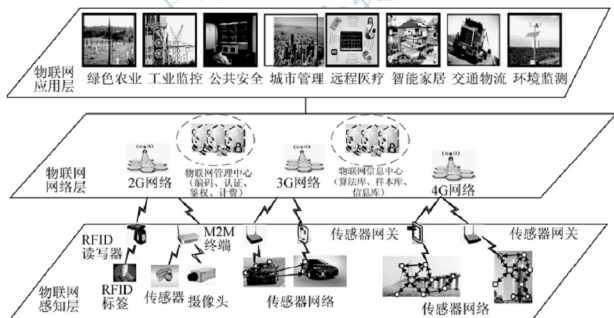 物联网
应用层
绿色农业 工业监控 公共安全 城市管理 远程医疗 智能家居 交通物流 环境监测
物联网
网络层
2G网络
物联网管理中心
(编码、认证、
鉴权、计费)
3G网络
物联网信息中心
(算法库、样本库、
信息库)
4G网络
RFID
读写器
M2M
终端
传感器网关
传感器网关
物联网
感知层
RFID
标签
传感器
摄像头
传感器网络
传感器网络